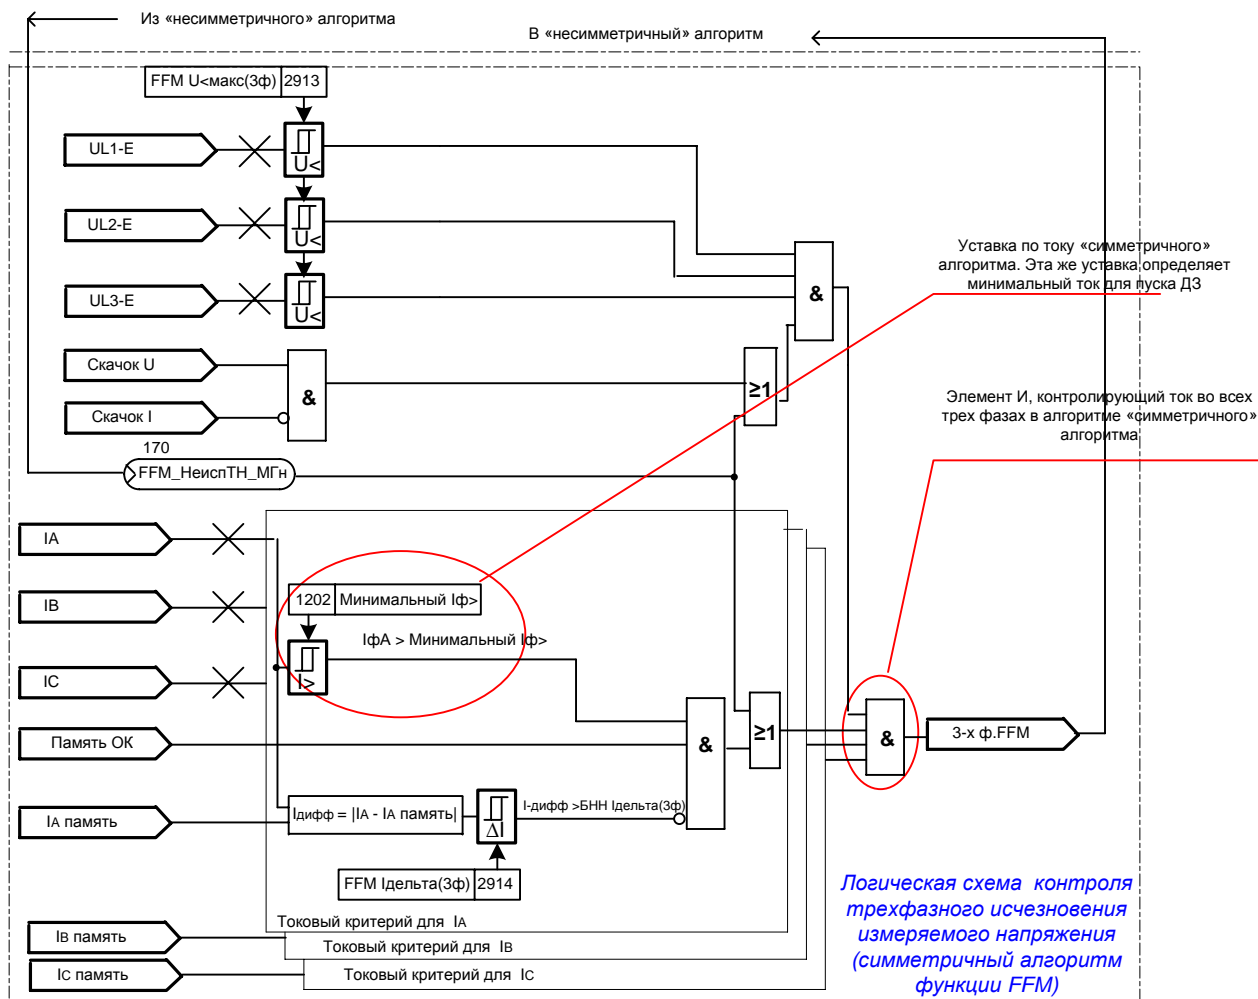 Из «несимметричного» алгоритма
В «несимметричный» алгоритм
FFM U<макс(3ф) 2913
UL1-E
U<
UL2-E
U<
UL3-E
U<
&
Уставка по току «симметричного»
алгоритма. Эта же уставка определяет
минимальный ток для пуска ДЗ
Скачок U
Скачок I
&
≥1
Элемент И, контролирующий ток во всех
трех фазах в алгоритме «симметричного»
алгоритма
170
FFM_НеиспТН_МГн
IA
IB
IC
1202 Минимальный Iф>
IфА > Минимальный Iф>
I>
Память ОК
&
≥1
&
3-х ф.FFM
IA память
Iдифф = |IA - IA память|
ΔI
I-дифф >БНН Iдельта(3ф)
FFM Iдельта(3ф) 2914
Токовый критерий для IA
IB память
Токовый критерий для IB
IC память
Токовый критерий для IC
Логическая схема контроля
трехфазного исчезновения
измеряемого напряжения
(симметричный алгоритм
функции FFM)